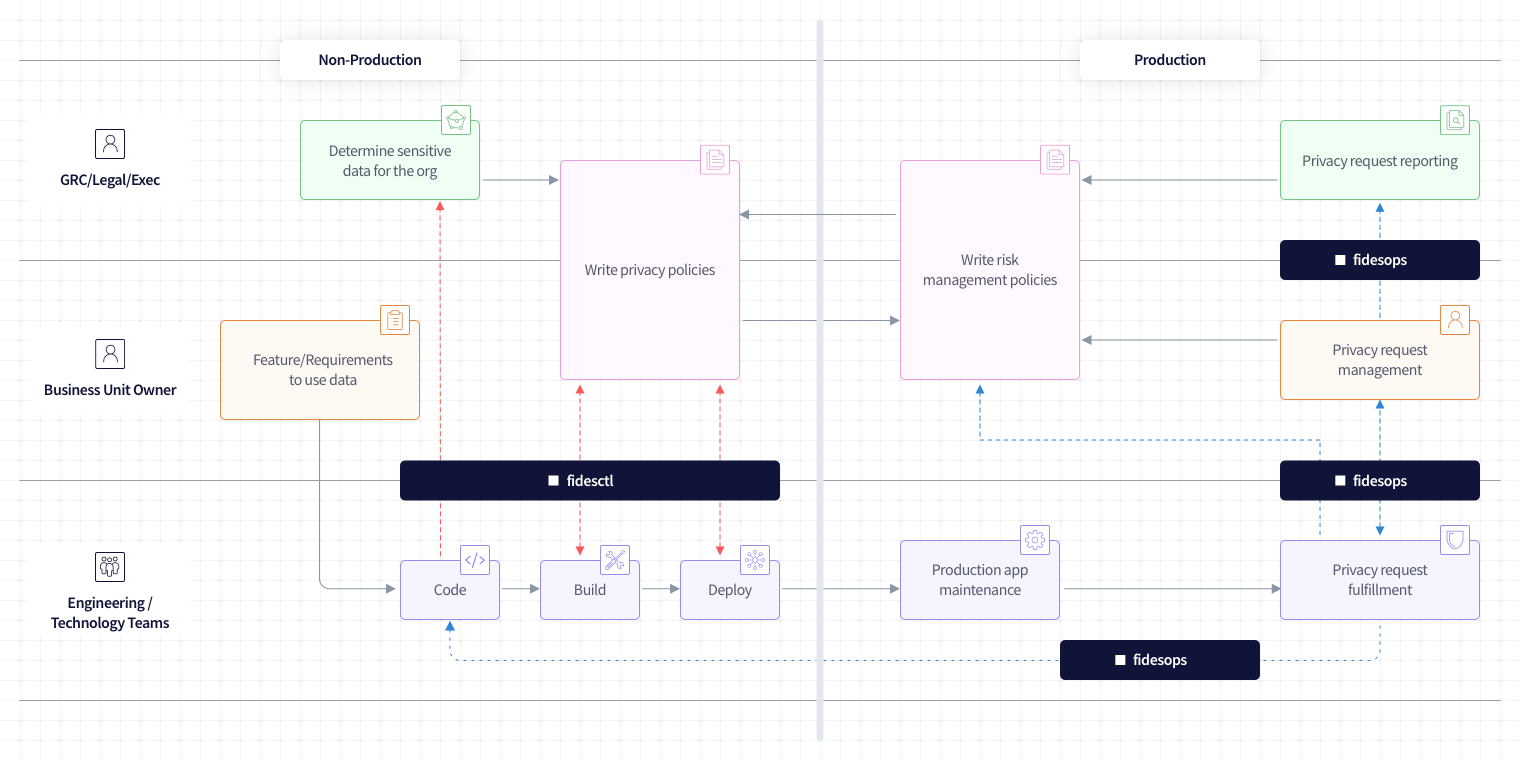 Non-Production
Production
GRC/Legal/Exec
Determine sensitive
data for the org
Write privacy policies
Write risk
management policies
Privacy request reporting
fidesops
Business Unit Owner
Feature/Requirements
to use data
Privacy request
management
fidesctl
fidesops
Engineering /
Technology Teams
</>
Code
Build
Deploy
Production app
maintenance
Privacy request
fulfillment
fidesops